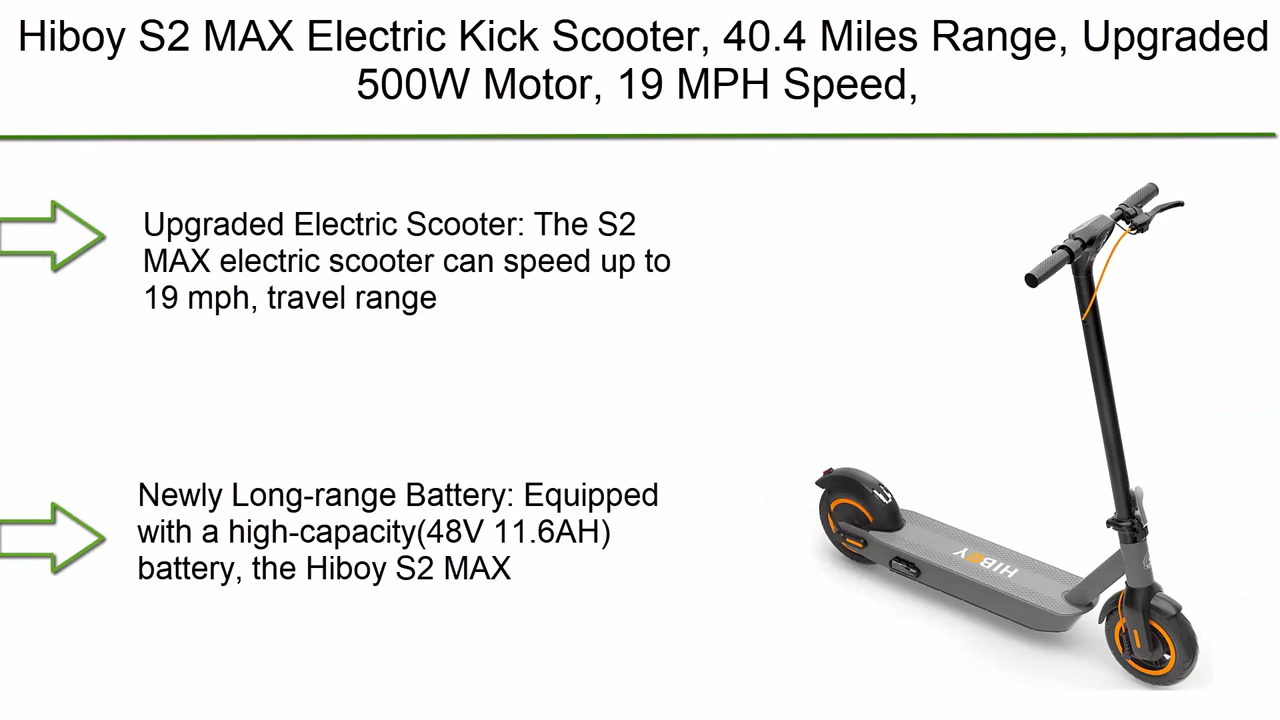 Hiboy S2 MAX Electric Kick Scooter, 40.4 Miles Range, Upgraded
500W Motor, 19 MPH Speed,
Upgraded Electric Scooter: The S2
MAX electric scooter can speed up to
19 mph, travel range
Newly Long-range Battery: Equipped
with a high-capacity(48V 11.6AH)
battery, the Hiboy S2 MAX
HIBOY